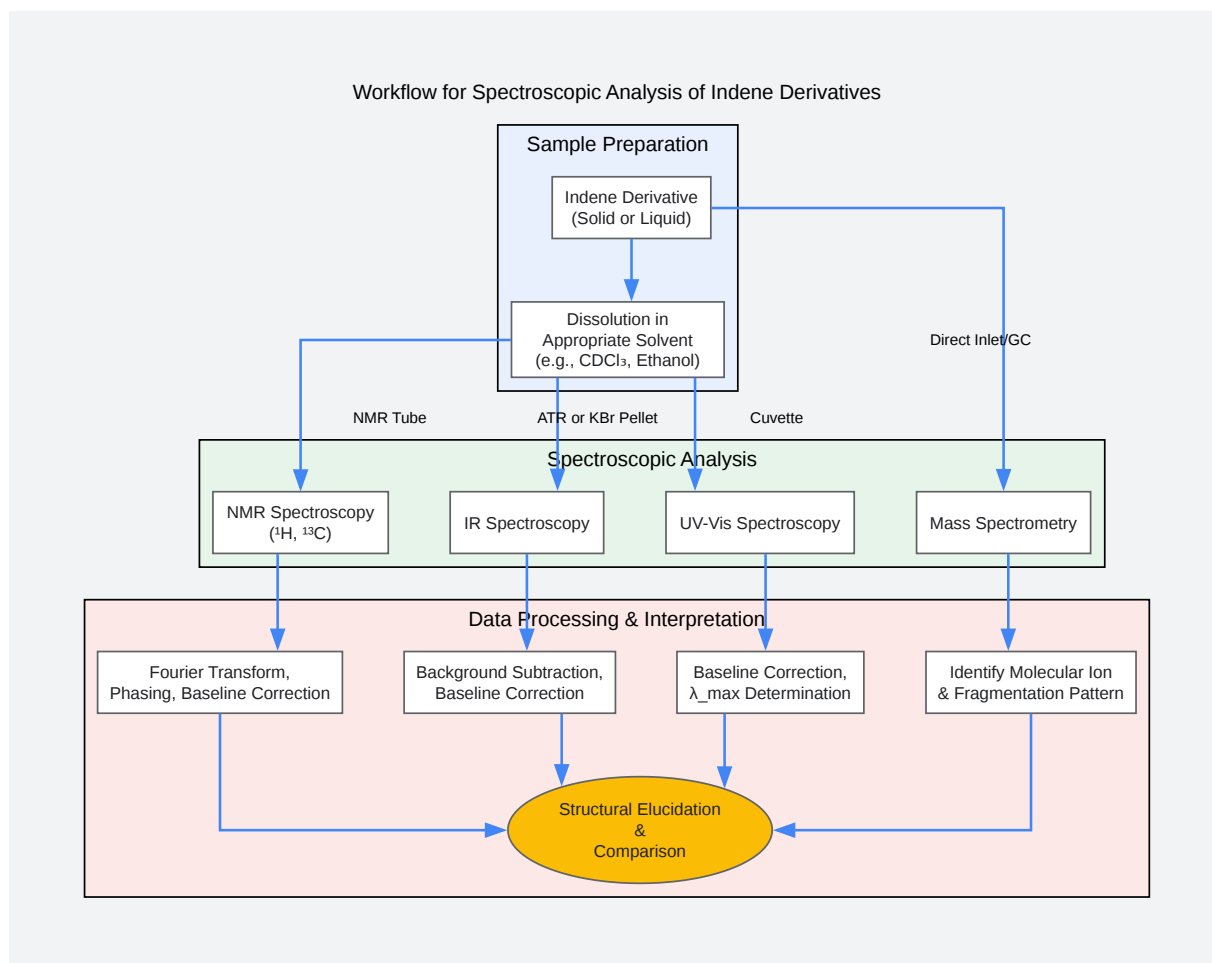 Workflow for Spectroscopic Analysis of Indene Derivatives
Sample Preparation
Indene Derivative
(Solid or Liquid)
Dissolution in
Appropriate Solvent
(e.g., CDCl₃, Ethanol)
Direct Inlet/GC
NMR Tube
ATR or KBr Pellet
Cuvette
Spectroscopic Analysis
NMR Spectroscopy
(¹H, ¹³C)
IR Spectroscopy
UV-Vis Spectroscopy
Mass Spectrometry
Data Processing & Interpretation
Fourier Transform,
Phasing, Baseline Correction
Background Subtraction,
Baseline Correction
Baseline Correction,
λ_max Determination
Identify Molecular Ion
& Fragmentation Pattern
Structural Elucidation
&
Comparison